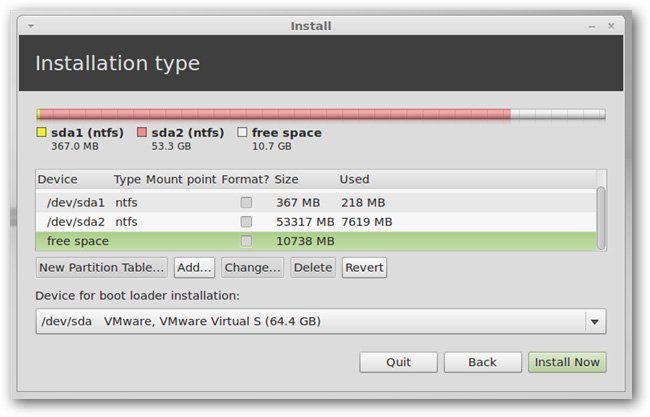 Install
Installation type
sda1 (ntfs) sda2 (ntfs) free space
367.0 MB 53.3 GB 10.7 GB
Device Type Mount point Format? Size Used
/dev/sda1 ntfs 367 MB 218 MB
/dev/sda2 ntfs 53317 MB 7619 MB
free space 10738 MB
New Partition Table... Add... Change... Delete Revert
Device for boot loader installation:
/dev/sda VMware, VMware Virtual S (64.4 GB)
Quit Back Install Now